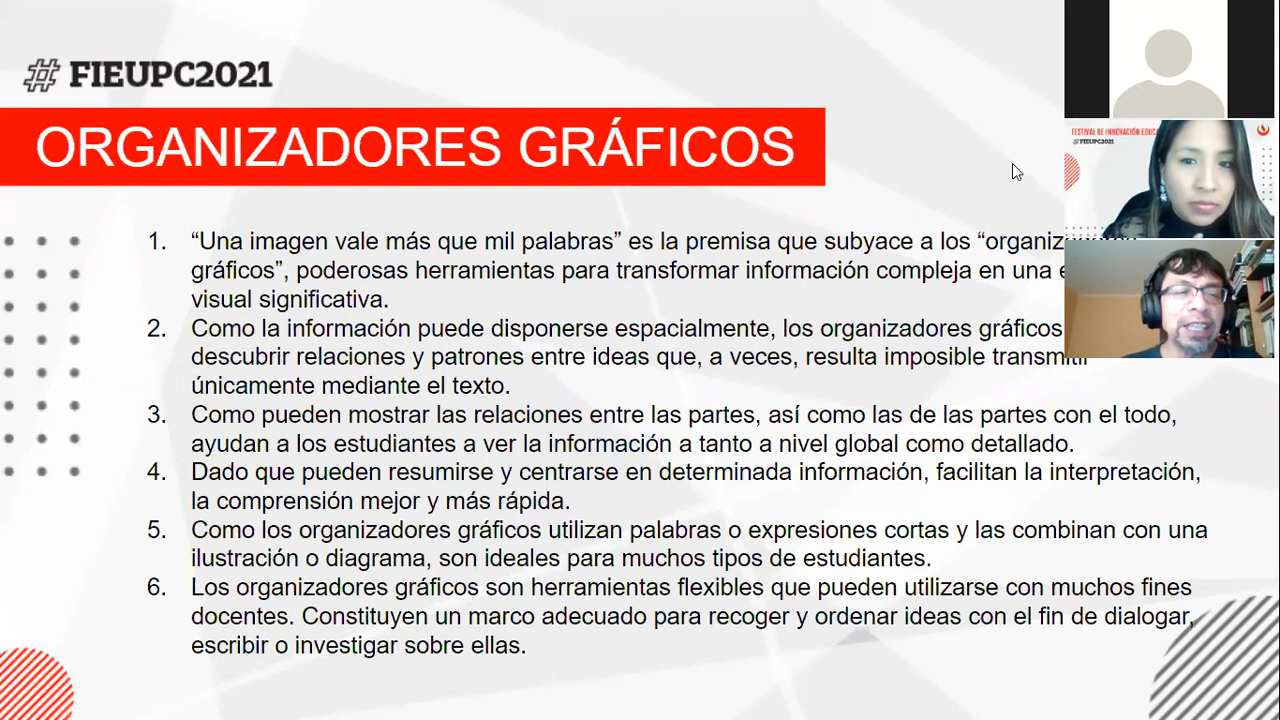 # FIEUPC2021
ORGANIZADORES GRÁFICOS
FESTIVAL DE INNOVACIÓN
#FIEUPC2021
1. “Una imagen vale más que mil palabras” es la premisa que subyace a los
gráficos”, poderosas herramientas para transformar información compleja en una
visual significativa.
2. Como la información puede disponerse espacialmente, los organizadores gráficos
descubrir relaciones y patrones entre ideas que, a veces, resulta imposible transmitir
únicamente mediante el texto.
3. Como pueden mostrar las relaciones entre las partes, así como las de las partes con el todo,
ayudan a los estudiantes a ver la información a tanto a nivel global como detallado.
4. Dado que pueden resumirse y centrarse en determinada información, facilitan la interpretación,
la comprensión mejor y más rápida.
5. Como los organizadores gráficos utilizan palabras o expresiones cortas y las combinan con una
ilustración o diagrama, son ideales para muchos tipos de estudiantes.
6. Los organizadores gráficos son herramientas flexibles que pueden utilizarse con muchos fines
docentes. Constituyen un marco adecuado para recoger y ordenar ideas con el fin de dialogar,
escribir o investigar sobre ellas.